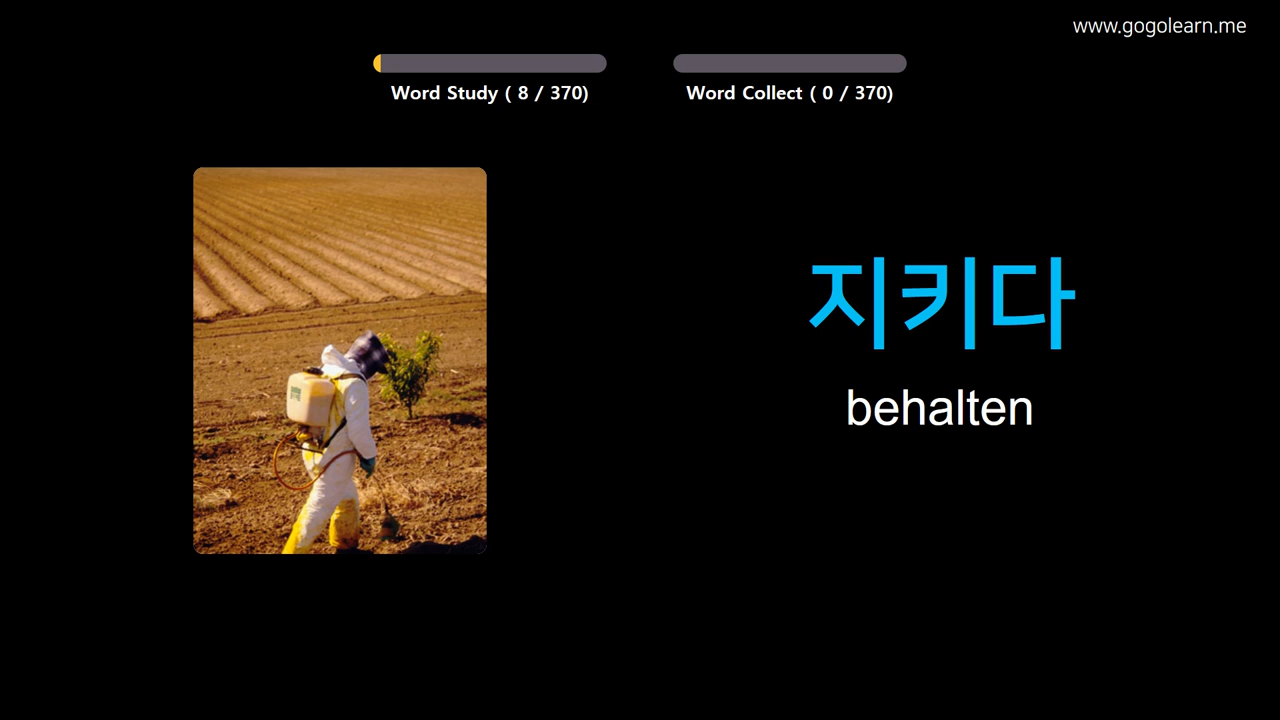 www.gogolearn.me
Word Study ( 8 / 370)
Word Collect ( 0 / 370)
지키다
behalten